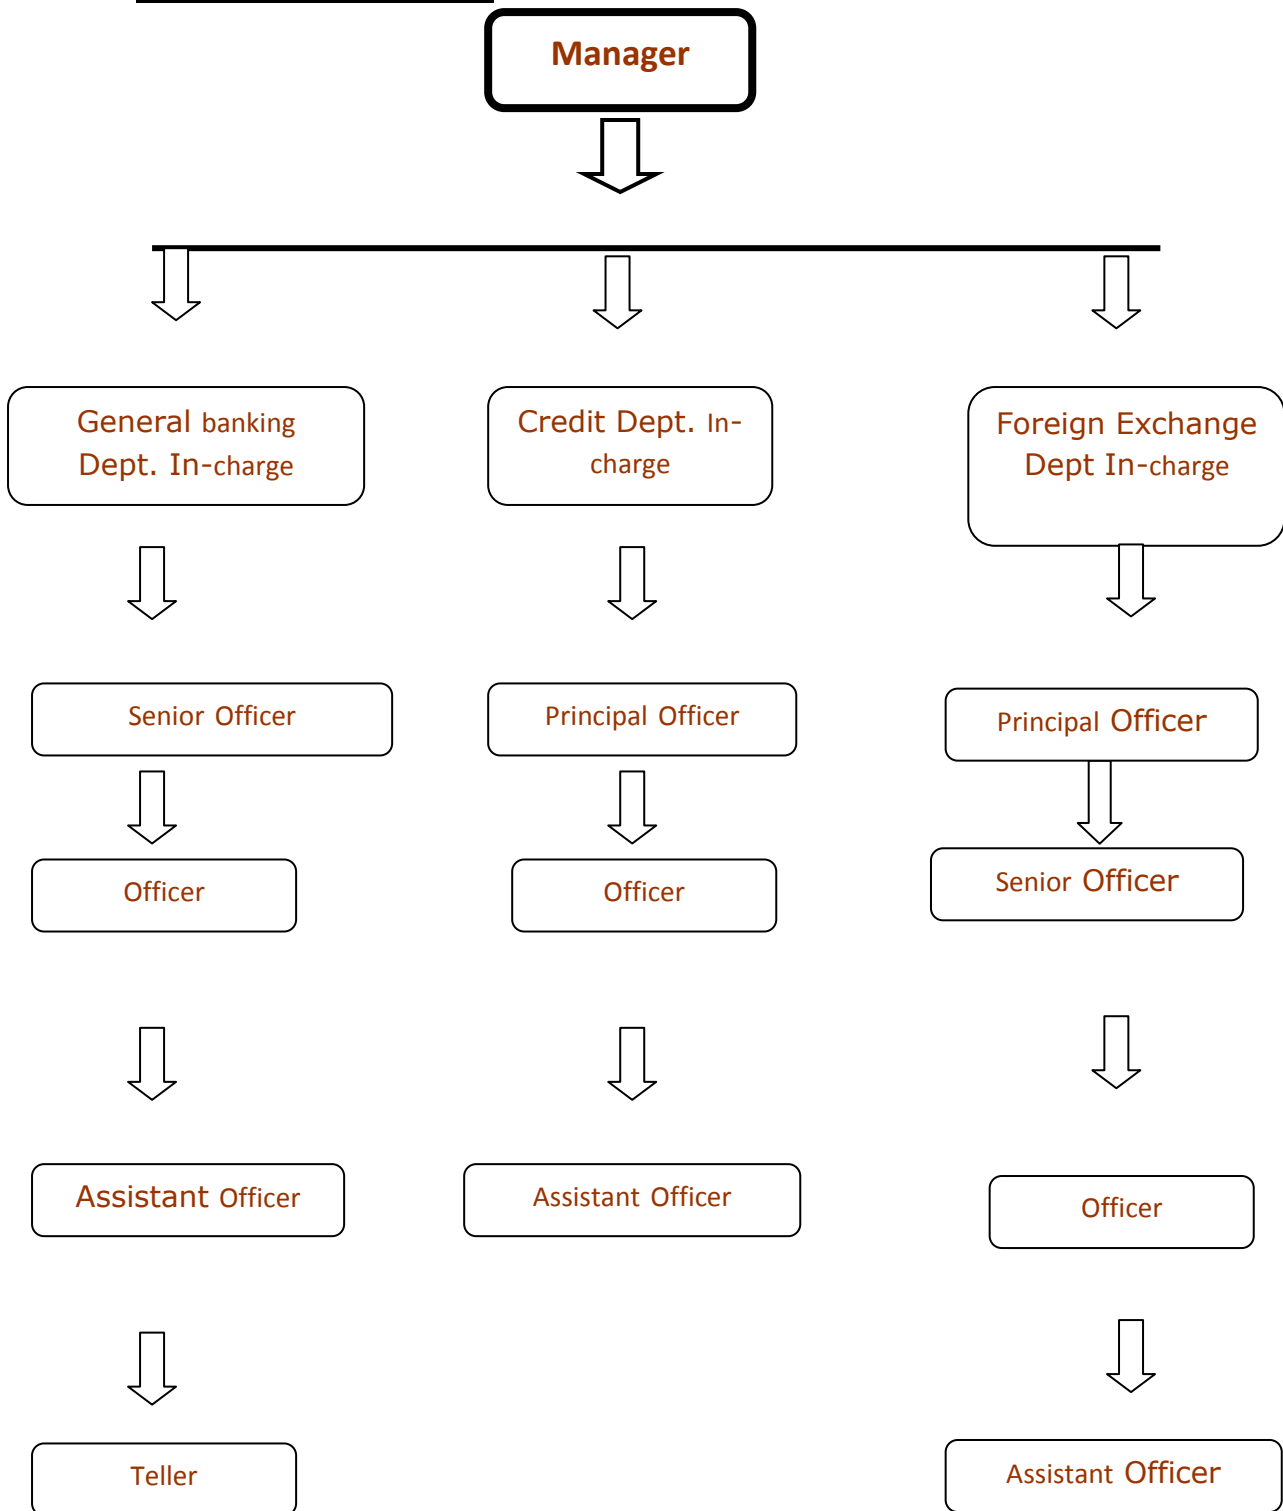 Manager
General banking
Dept. In-charge
Credit Dept. In-
charge
Foreign Exchange
Dept In-charge
Senior Officer
Principal Officer
Principal Officer
Officer
Officer
Senior Officer
Assistant Officer
Assistant Officer
Officer
Teller
Assistant Officer